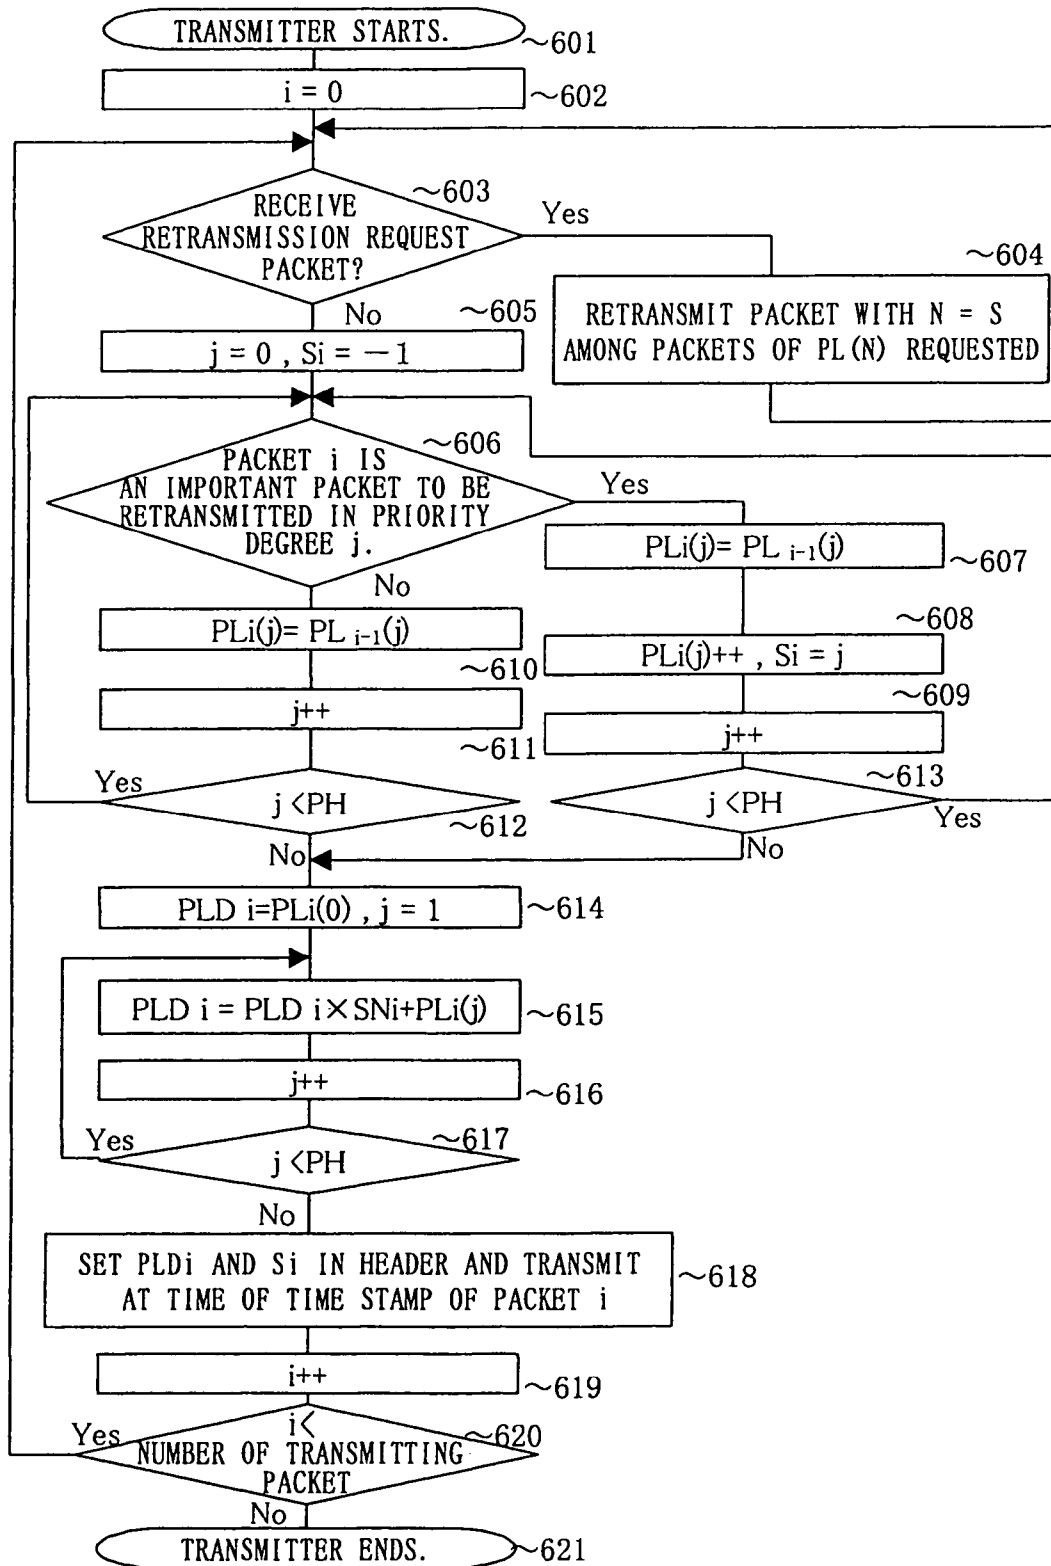 TRANSMITTER STARTS.
~601
i = 0
~602
~603
RECEIVE
RETRANSMISSION REQUEST
PACKET?
Yes
No
~604
RETRANSMIT PACKET WITH N = S
AMONG PACKETS OF PL(N) REQUESTED
~605
j = 0 , Si = −1
~606
PACKET i IS
AN IMPORTANT PACKET TO BE
RETRANSMITTED IN PRIORITY
DEGREE j.
Yes
No
PLi(j)= PL i-1(j)
~607
~608
PLi(j)++ , Si = j
~609
j++
PLi(j)= PL i-1(j)
~610
j++
~611
Yes
j <PH
~612
No
~613
j <PH
Yes
No
PLD i=PLi(0) , j = 1
~614
PLD i = PLD i×SNi+PLi(j)
~615
j++
~616
Yes
~617
j <PH
No
SET PLDi AND Si IN HEADER AND TRANSMIT
AT TIME OF TIME STAMP OF PACKET i
~618
i++
~619
Yes
i<
NUMBER OF TRANSMITTING
PACKET
~620
No
TRANSMITTER ENDS.
~621